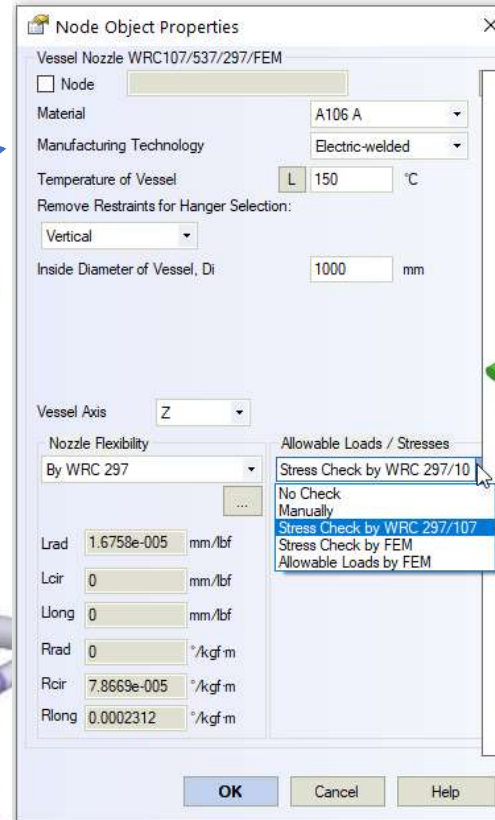 Node Object Properties
Vessel Nozzle WRC107/537/297/FEM
Node
Material A106 A
Manufacturing Technology Electric-welded
Temperature of Vessel L 150 °C
Remove Restraints for Hanger Selection:
Vertical
Inside Diameter of Vessel, Di 1000 mm
Vessel Axis Z
Nozzle Flexibility
By WRC 297
...
Lrad 1.6758e-005 mm/lbf
Lcir 0 mm/lbf
Llong 0 mm/lbf
Rrad 0 °/kgf·m
Rcir 7.8669e-005 °/kgf·m
Rlong 0.0002312 °/kgf·m
Allowable Loads / Stresses
Stress Check by WRC 297/10
No Check
Manually
Stress Check by WRC 297/107
Stress Check by FEM
Allowable Loads by FEM
OK Cancel Help